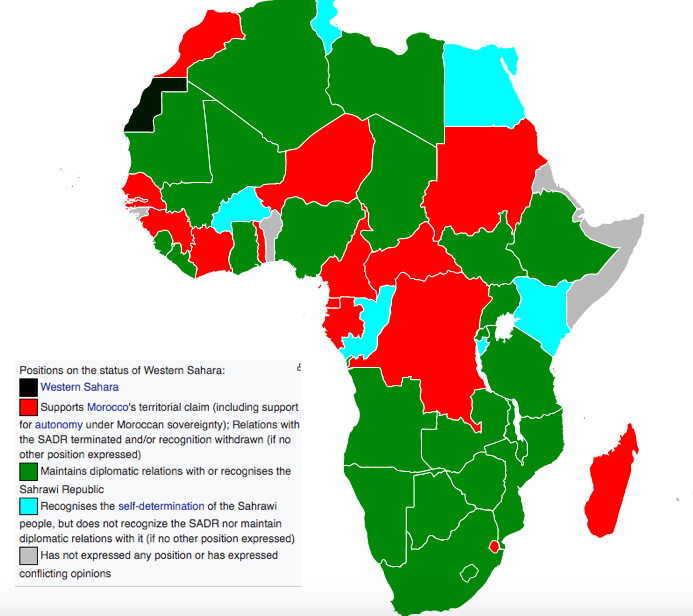 Positions on the status of Western Sahara:
Western Sahara
Supports Morocco's territorial claim (including support
for autonomy under Moroccan sovereignty); Relations with
the SADR terminated and/or recognition withdrawn (if no
other position expressed)
Maintains diplomatic relations with or recognises the
Sahrawi Republic
Recognises the self-determination of the Sahrawi
people, but does not recognize the SADR nor maintain
diplomatic relations with it (if no other position expressed)
Has not expressed any position or has expressed
conflicting opinions